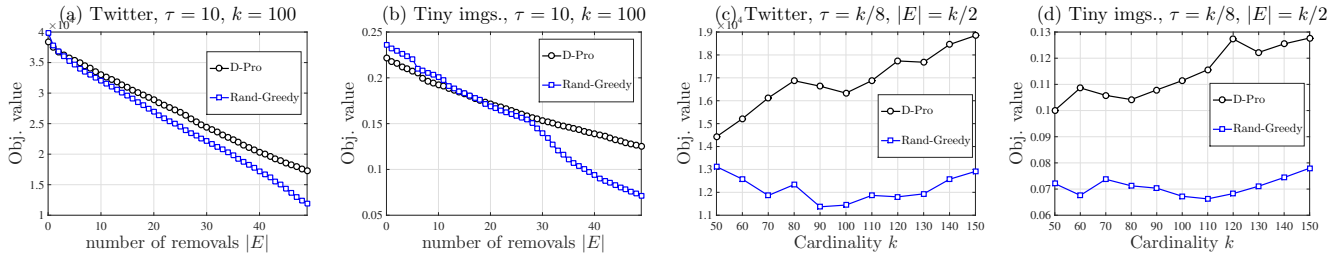 (a) Twitter, τ = 10, k = 100
×10⁴
4
3.5
3
2.5
2
1.5
1
Obj. value
D-Pro
Rand-Greedy
0 10 20 30 40
number of removals |E|
(b) Tiny imgs., τ = 10, k = 100
0.25
0.2
0.15
0.1
0.05
Obj. value
D-Pro
Rand-Greedy
0 10 20 30 40
number of removals |E|
(c) Twitter, τ = k/8, |E| = k/2
×10⁴
1.9
1.8
1.7
1.6
1.5
1.4
1.3
1.2
1.1
Obj. value
D-Pro
Rand-Greedy
50 60 70 80 90 100 110 120 130 140 150
Cardinality k
(d) Tiny imgs., τ = k/8, |E| = k/2
0.13
0.12
0.11
0.1
0.09
0.08
0.07
0.06
Obj. value
D-Pro
Rand-Greedy
50 60 70 80 90 100 110 120 130 140 150
Cardinality k